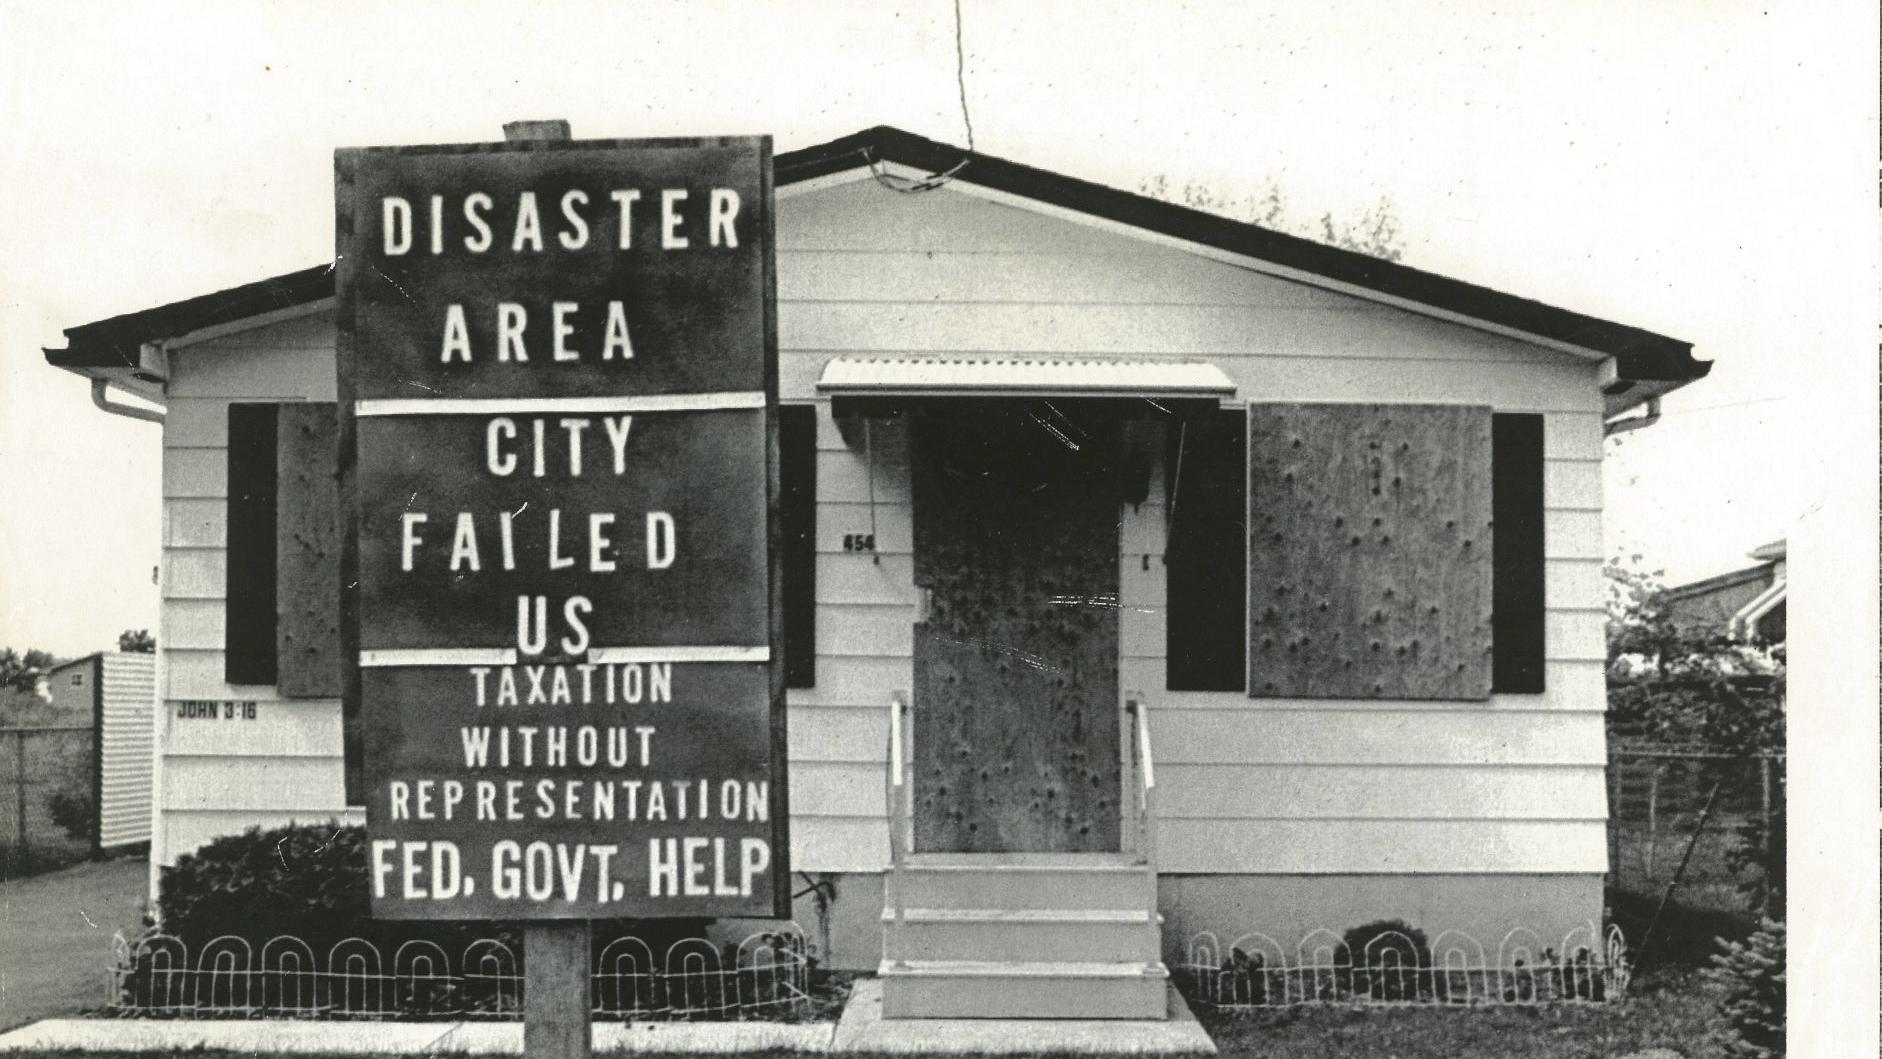 DISASTER
AREA
CITY
FAILED
US
TAXATION
WITHOUT
REPRESENTATION
FED. GOVT. HELP
454
JOHN 3:16